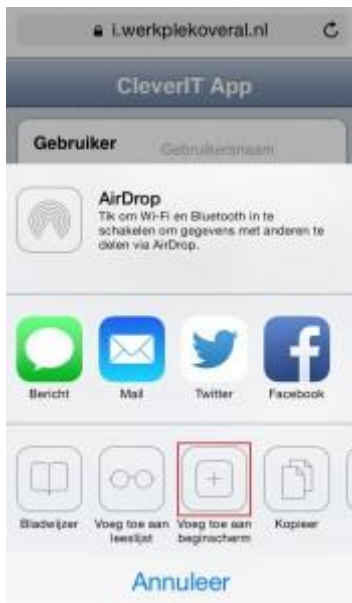 i.werkplekoveral.nl
CleverIT App
Gebruiker Gebruikersnaam
AirDrop
Tik om Wi-Fi en Bluetooth in te
schakelen om gegevens met anderen te
delen via AirDrop.
Bericht Mail Twitter Facebook
Bladwijzer Voeg toe aan leeslijst Voeg toe aan beginscherm Kopieer
Annuleer